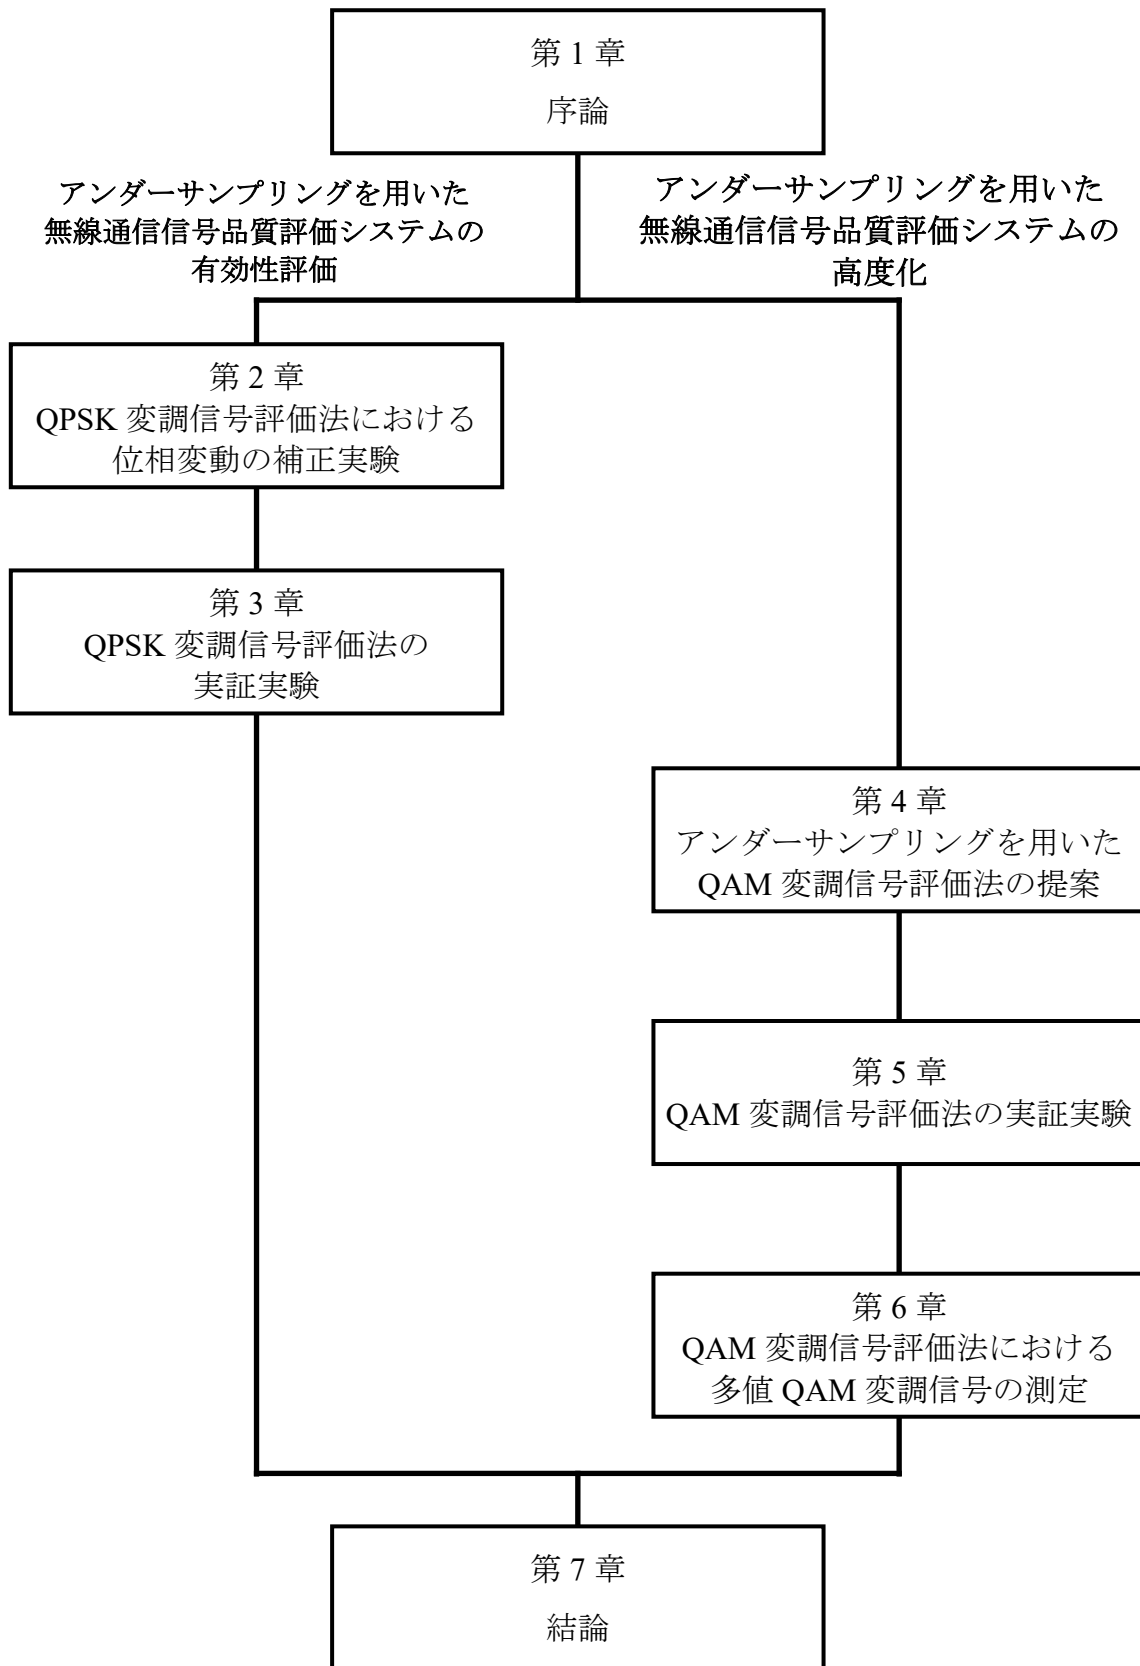 第 1 章
序論
アンダーサンプリングを用いた
無線通信信号品質評価システムの
有効性評価
アンダーサンプリングを用いた
無線通信信号品質評価システムの
高度化
第 2 章
QPSK 変調信号評価法における
位相変動の補正実験
第 3 章
QPSK 変調信号評価法の
実証実験
第 4 章
アンダーサンプリングを用いた
QAM 変調信号評価法の提案
第 5 章
QAM 変調信号評価法の実証実験
第 6 章
QAM 変調信号評価法における
多値 QAM 変調信号の測定
第 7 章
結論